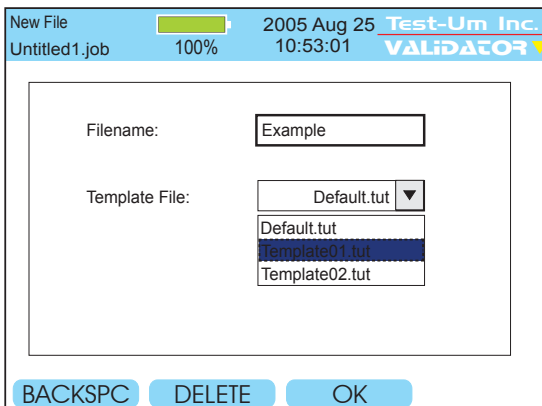 New File
2005 Aug 25
Test-Um Inc.
Untitled1.job
100%
10:53:01
VALiDATOR
Filename:
Example
Template File:
Default.tut
Default.tut
Template01.tut
Template02.tut
BACKSPC
DELETE
OK